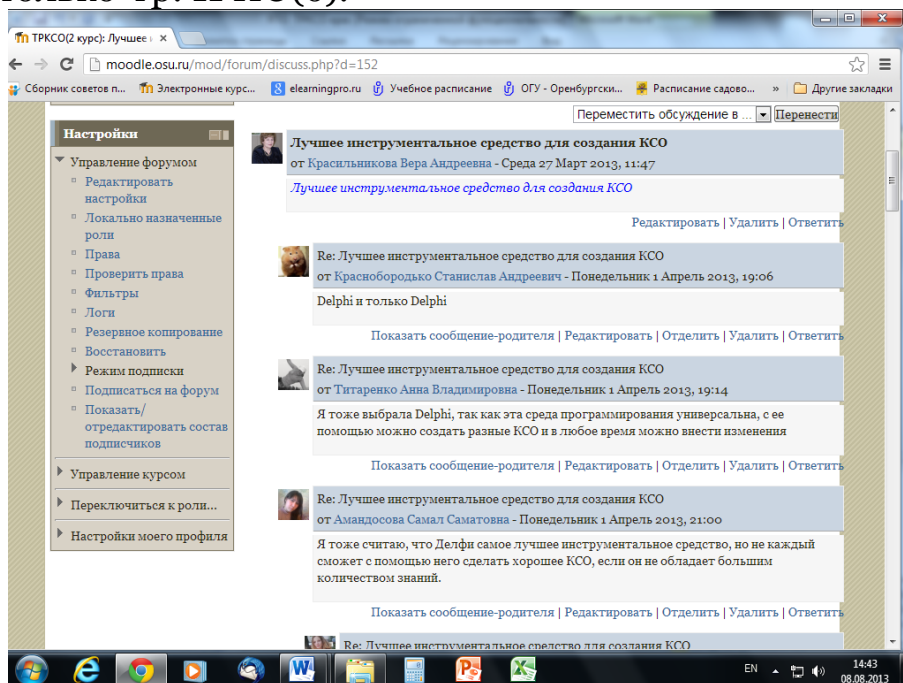 ТРКСО(2 курс): Лучшее
moodle.osu.ru/mod/forum/discuss.php?d=152
Сборник советов п... Электронные курс... elearningpro.ru Учебное расписание ОГУ - Оренбургски... Расписание садово... » Другие закладки
Переместить обсуждение в ... Перенести
Настройки
Управление форумом
Редактировать
настройки
Локально назначенные
роли
Права
Проверить права
Фильтры
Логи
Резервное копирование
Восстановить
Режим подписки
Подписаться на форум
Показать/
отредактировать состав
подписчиков
Управление курсом
Переключиться к роли...
Настройки моего профиля
Лучшее инструментальное средство для создания КСО
от Красильникова Вера Андреевна - Среда 27 Март 2013, 11:47
Лучшее инструментальное средство для создания КСО
Редактировать | Удалить | Ответить
Re: Лучшее инструментальное средство для создания КСО
от Краснобородько Станислав Андреевич - Понедельник 1 Апрель 2013, 19:06
Delphi и только Delphi
Показать сообщение-родителя | Редактировать | Отделить | Удалить | Ответить
Re: Лучшее инструментальное средство для создания КСО
от Титаренко Анна Владимировна - Понедельник 1 Апрель 2013, 19:14
Я тоже выбрала Delphi, так как эта среда программирования универсальна, с ее
помощью можно создать разные КСО и в любое время можно внести изменения
Показать сообщение-родителя | Редактировать | Отделить | Удалить | Ответить
Re: Лучшее инструментальное средство для создания КСО
от Амандосова Самал Саматовна - Понедельник 1 Апрель 2013, 21:00
Я тоже считаю, что Делфи самое лучшее инструментальное средство, но не каждый
сможет с помощью него сделать хорошее КСО, если он не обладает большим
количеством знаний.
Показать сообщение-родителя | Редактировать | Отделить | Удалить | Ответить
Re: Лучшее инструментальное средство для создания КСО
EN 14:43
08.08.2013